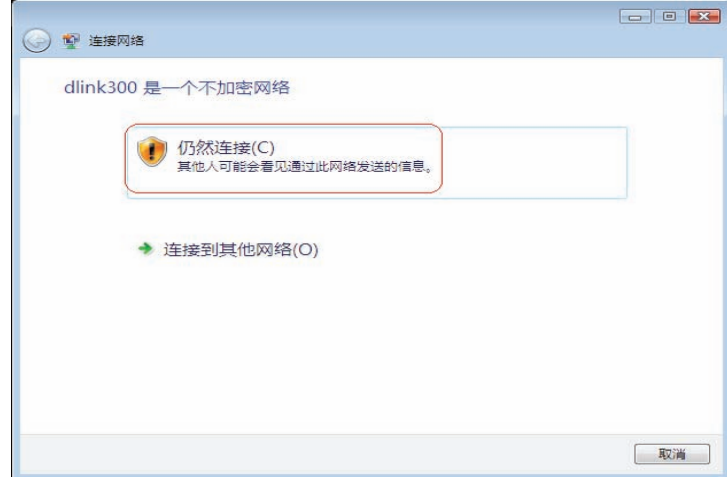 连接网络
dlink300 是一个不加密网络
仍然连接(C)
其他人可能会看见通过此网络发送的信息。
连接到其他网络(O)
取消